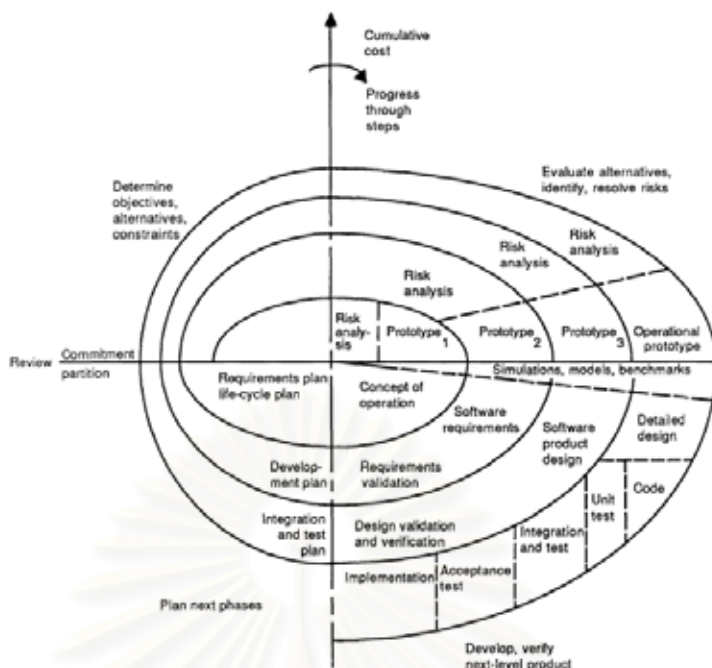 Cumulative
cost
Progress
through
steps
Determine
objectives,
alternatives,
constraints
Evaluate alternatives,
identify, resolve risks
Risk
analysis
Risk
analysis
Risk
analysis
Risk
analy-
sis
Prototype 1
Prototype 2
Prototype 3
Operational
prototype
Review
Commitment
partition
Simulations, models, benchmarks
Requirements plan
life-cycle plan
Concept of
operation
Software
requirements
Software
product
design
Detailed
design
Develop-
ment plan
Requirements
validation
Code
Unit
test
Integration
and test
plan
Design validation
and verification
Integration
and test
Acceptance
test
Implementation
Plan next phases
Develop, verify
next-level product